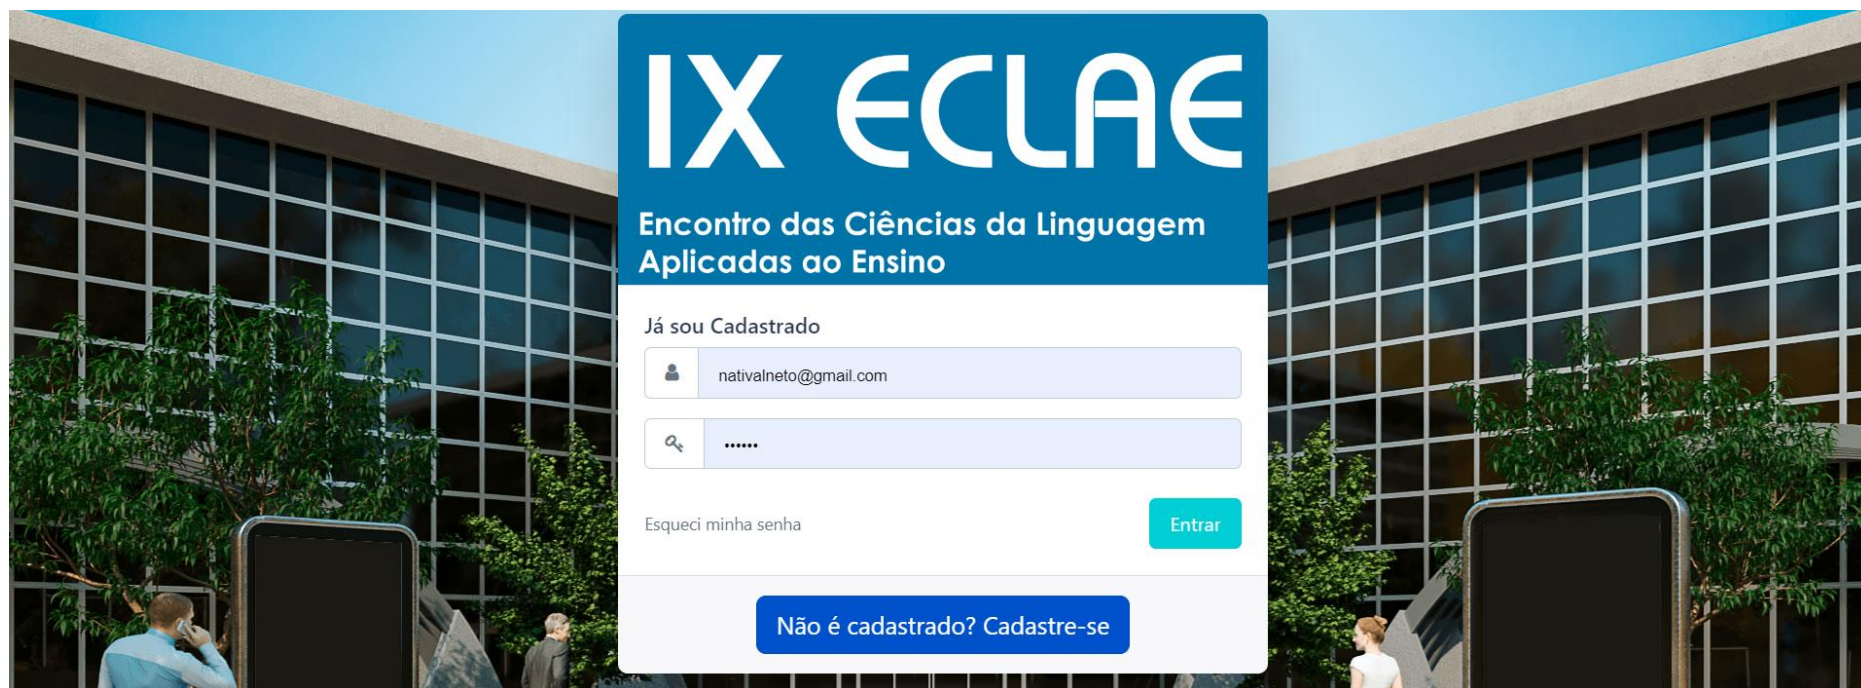 IX ECLAE
Encontro das Ciências da Linguagem
Aplicadas ao Ensino
Já sou Cadastrado
nativalneto@gmail.com
••••••
Esqueci minha senha
Entrar
Não é cadastrado? Cadastre-se